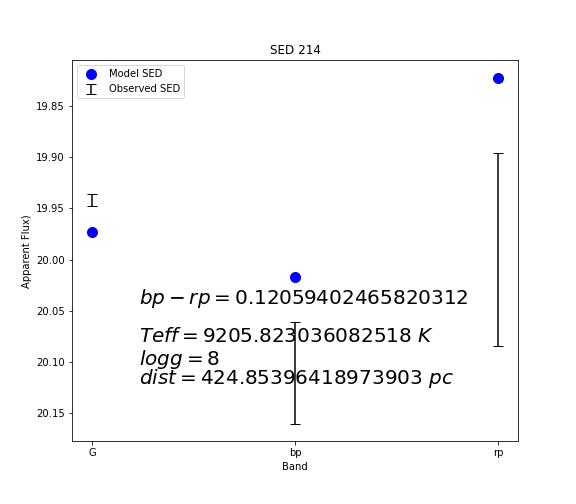 SED 214
Model SED
Observed SED
19.85
19.90
19.95
20.00
20.05
20.10
20.15
Apparent Flux)
bp − rp = 0.12059402465820312
Teff = 9205.823036082518 K
logg = 8
dist = 424.85396418973903 pc
G
bp
rp
Band